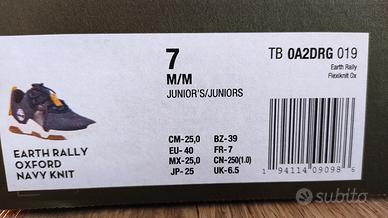 7
M/M
JUNIOR'S/JUNIORS
TB 0A2DRG 019
Earth Rally
Flexiknit Ox
EARTH RALLY
OXFORD
NAVY KNIT
CM-25,0 BZ-39
EU- 40 FR-7
MX-25,0 CN-250(1.0)
JP-25 UK-6.5
1 94114 09098 6
subito